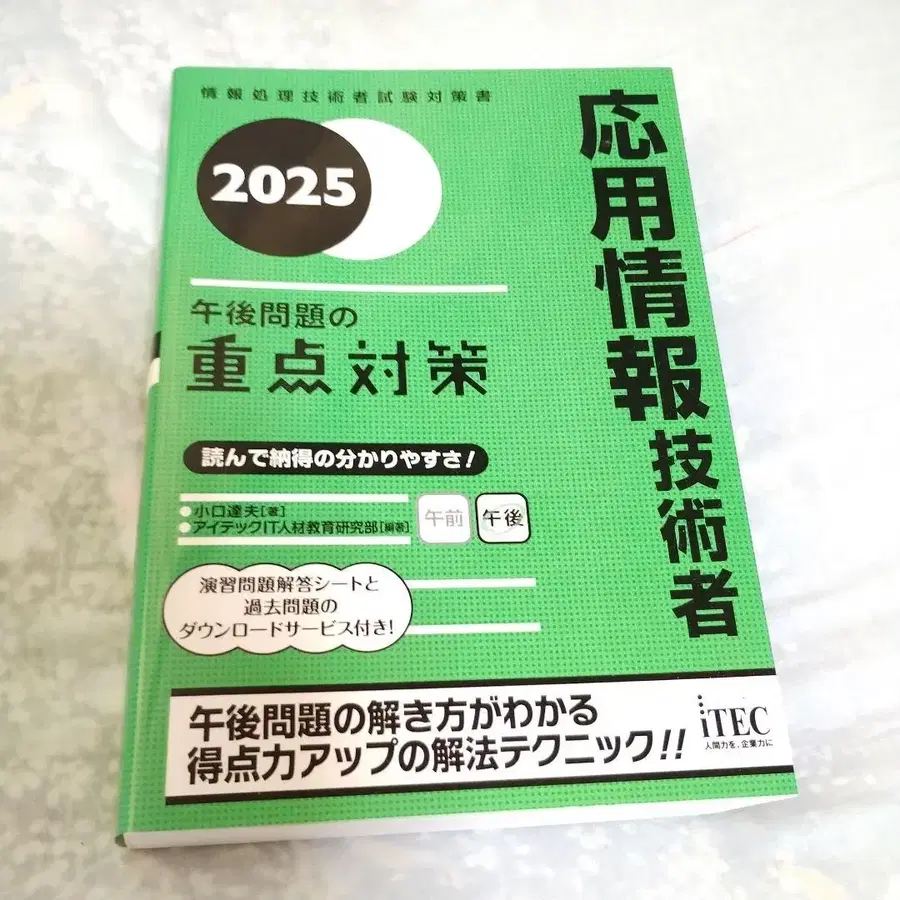 情報処理技術者試験対策書
2025
応用情報技術者
午後問題の
重点対策
読んで納得の分かりやすさ!
●小口達夫[著]
●アイテックIT人材教育研究部[編著]
午前
午後
演習問題解答シートと
過去問題の
ダウンロードサービス付き!
午後問題の解き方がわかる
得点力アップの解法テクニック!!
iTEC
人間力を、企業力に